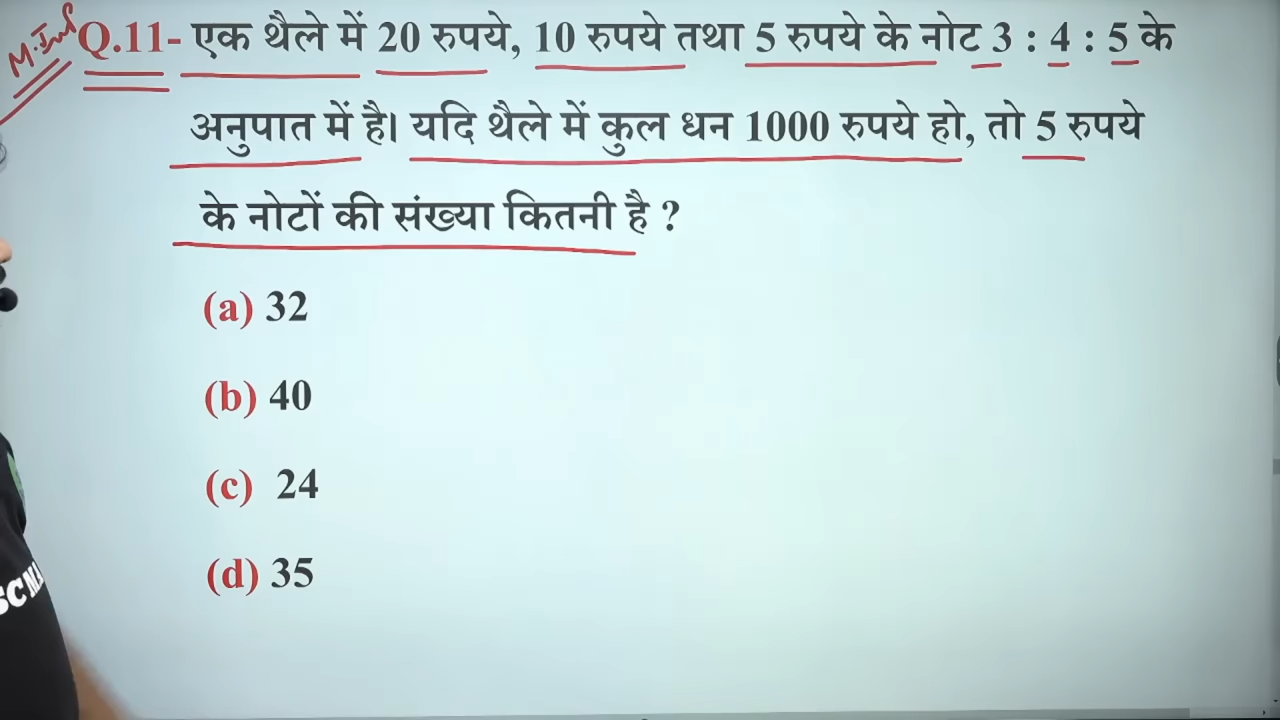 M.Imp
Q.11- एक थैले में 20 रुपये, 10 रुपये तथा 5 रुपये के नोट 3 : 4 : 5 के
अनुपात में है। यदि थैले में कुल धन 1000 रुपये हो, तो 5 रुपये
के नोटों की संख्या कितनी है ?
(a) 32
(b) 40
(c) 24
(d) 35